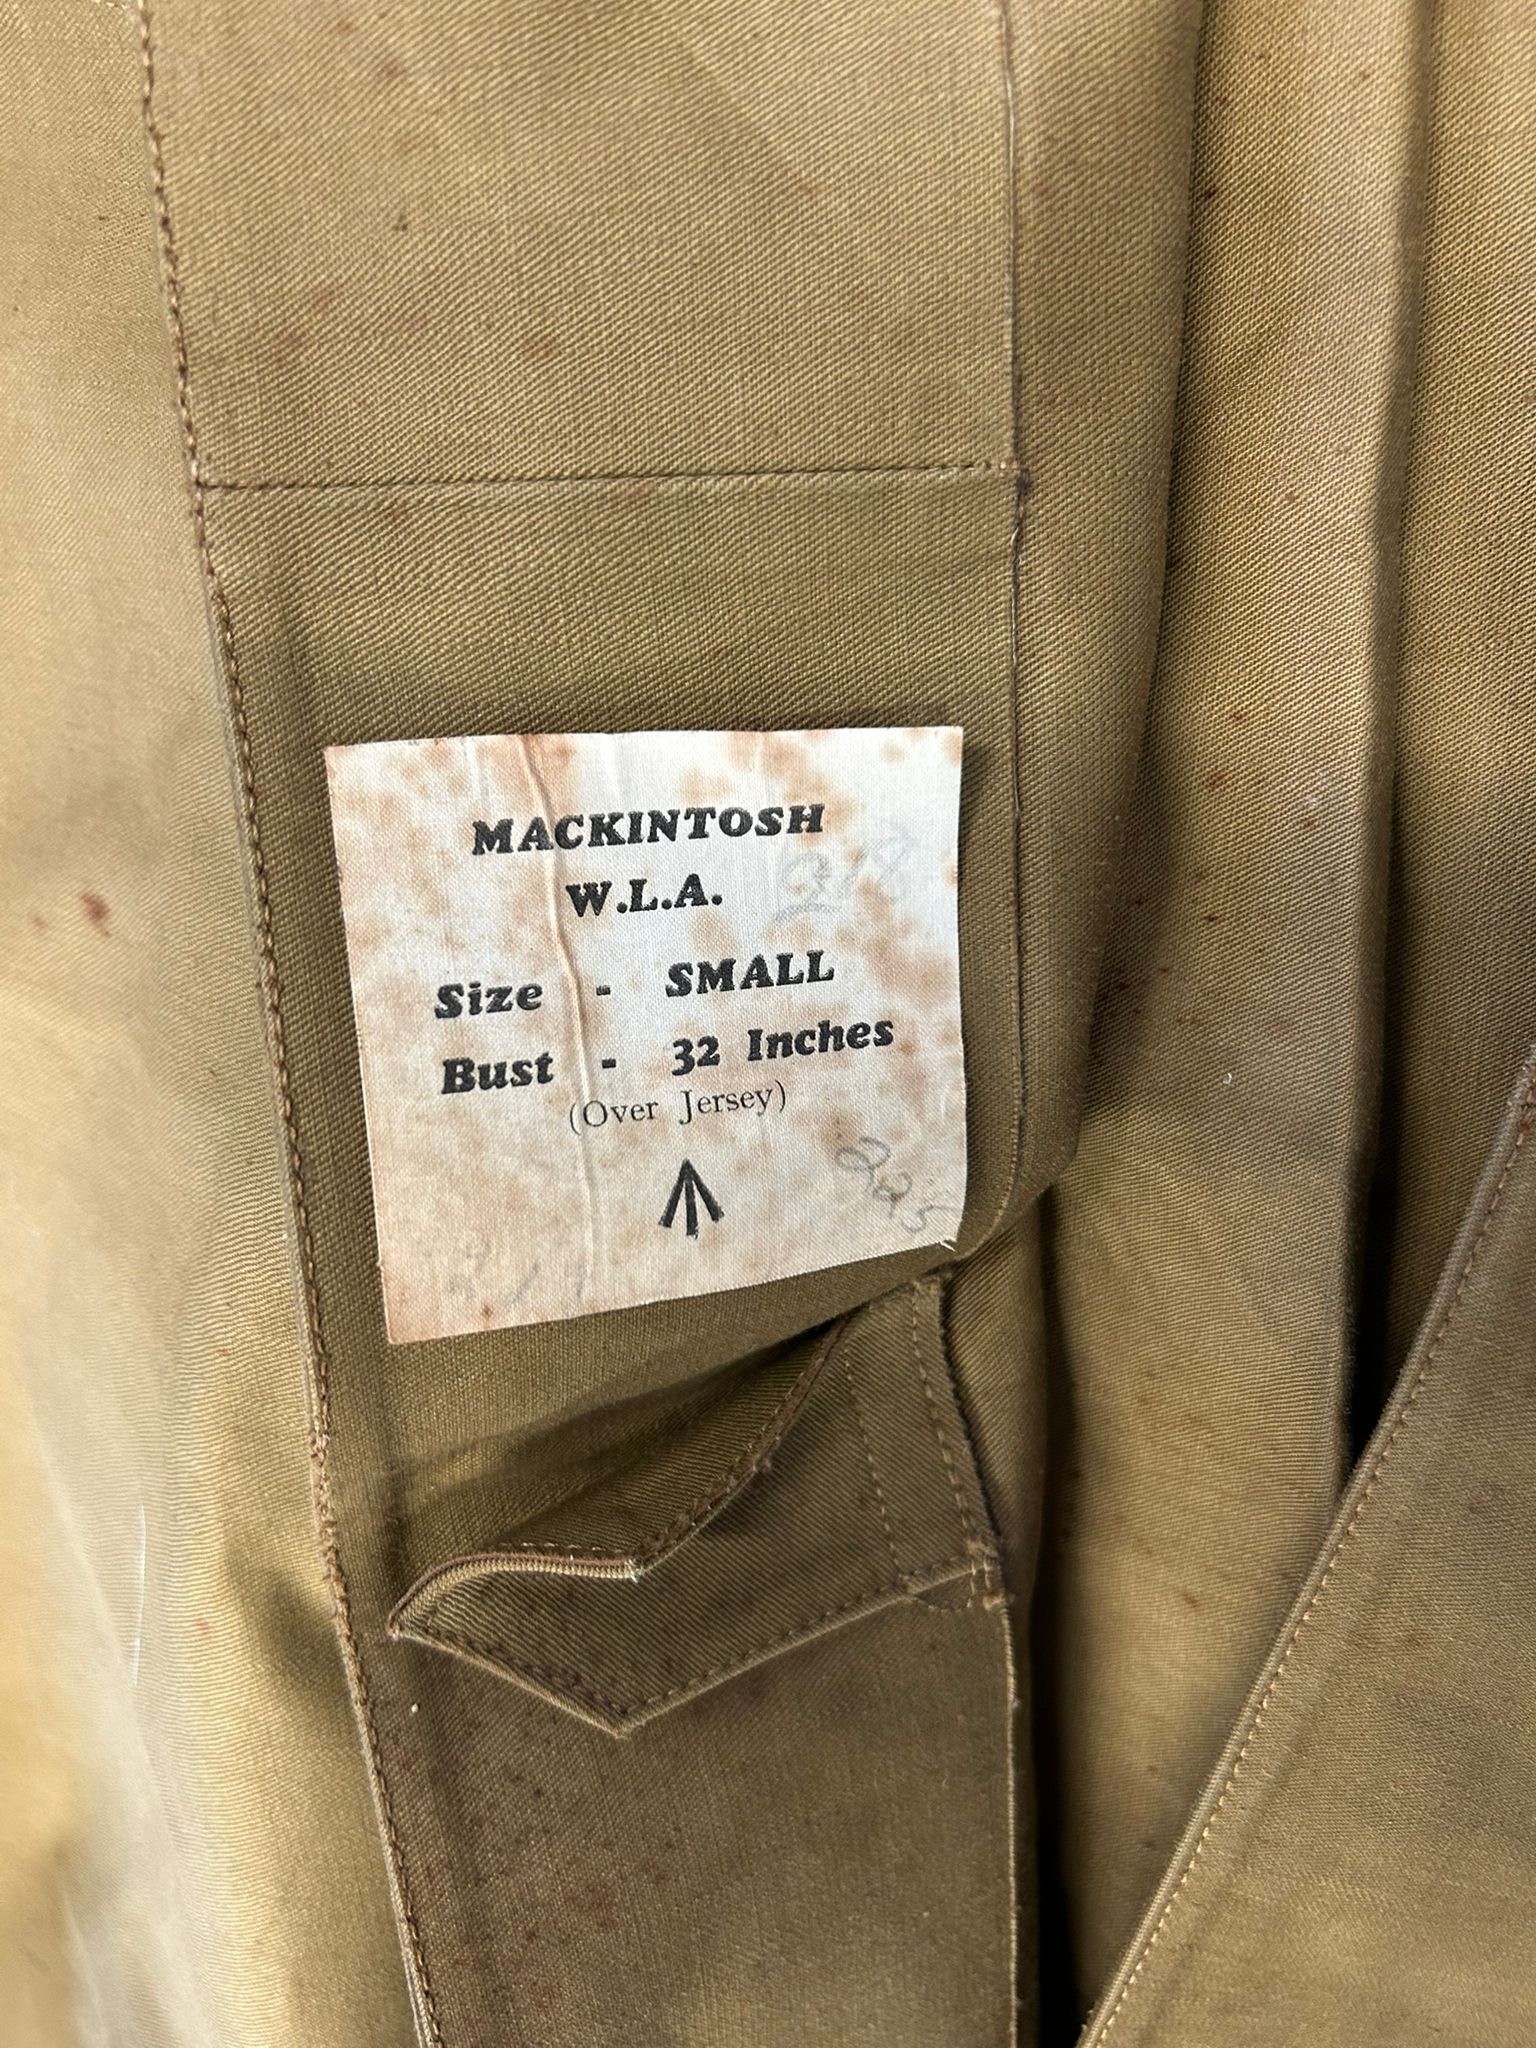 MACKINTOSH
W.L.A.
Size - SMALL
Bust - 32 Inches
(Over Jersey)